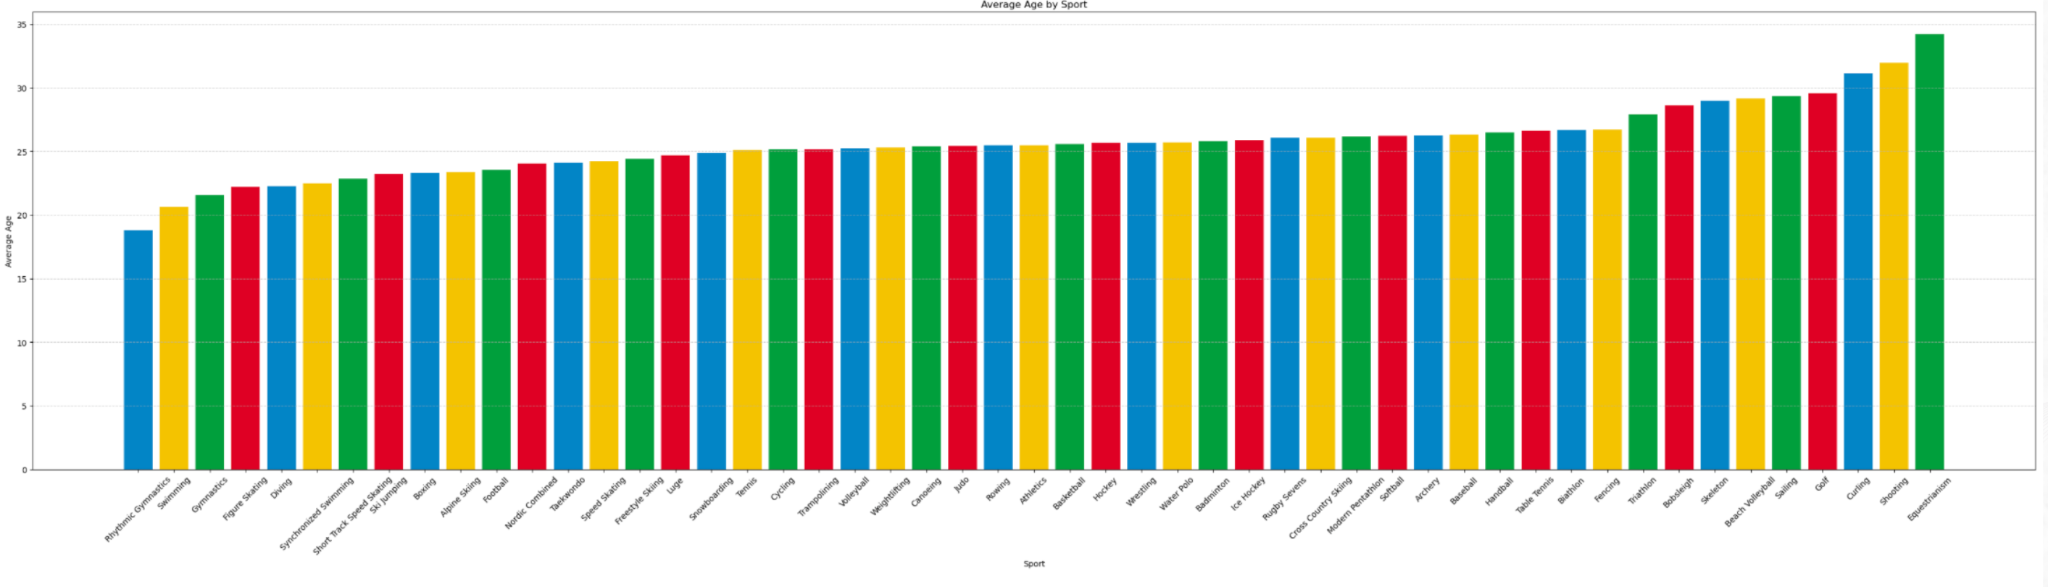 Average Age by Sport
35
30
25
20
15
10
5
0
Average Age
Rhythmic Gymnastics
Swimming
Gymnastics
Figure Skating
Diving
Synchronized Swimming
Short Track Speed Skating
Ski Jumping
Boxing
Alpine Skiing
Football
Nordic Combined
Taekwondo
Speed Skating
Freestyle Skiing
Luge
Snowboarding
Tennis
Cycling
Trampolining
Volleyball
Weightlifting
Canoeing
Judo
Rowing
Athletics
Basketball
Hockey
Wrestling
Water Polo
Badminton
Ice Hockey
Rugby Sevens
Cross Country Skiing
Modern Pentathlon
Softball
Archery
Baseball
Handball
Table Tennis
Biathlon
Fencing
Triathlon
Bobsleigh
Skeleton
Beach Volleyball
Sailing
Golf
Curling
Shooting
Equestrianism
Sport